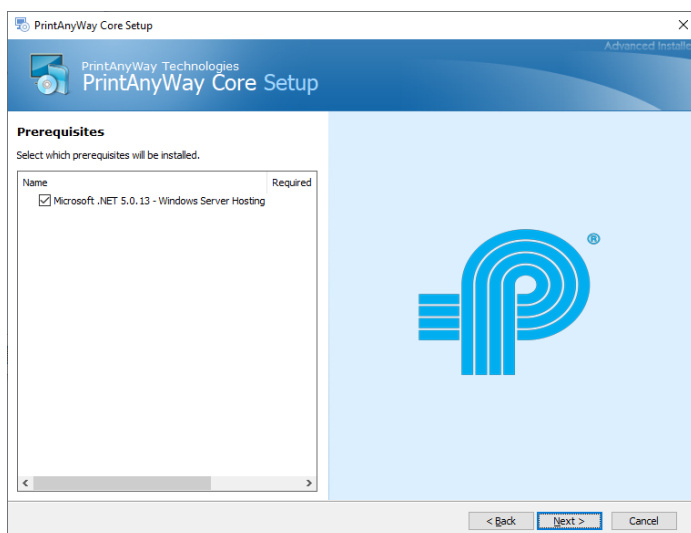 PrintAnyWay Core Setup
Advanced Installe
PrintAnyWay Technologies
PrintAnyWay Core Setup
Prerequisites
Select which prerequisites will be installed.
Name Required
Microsoft .NET 5.0.13 - Windows Server Hosting
®
< Back Next > Cancel